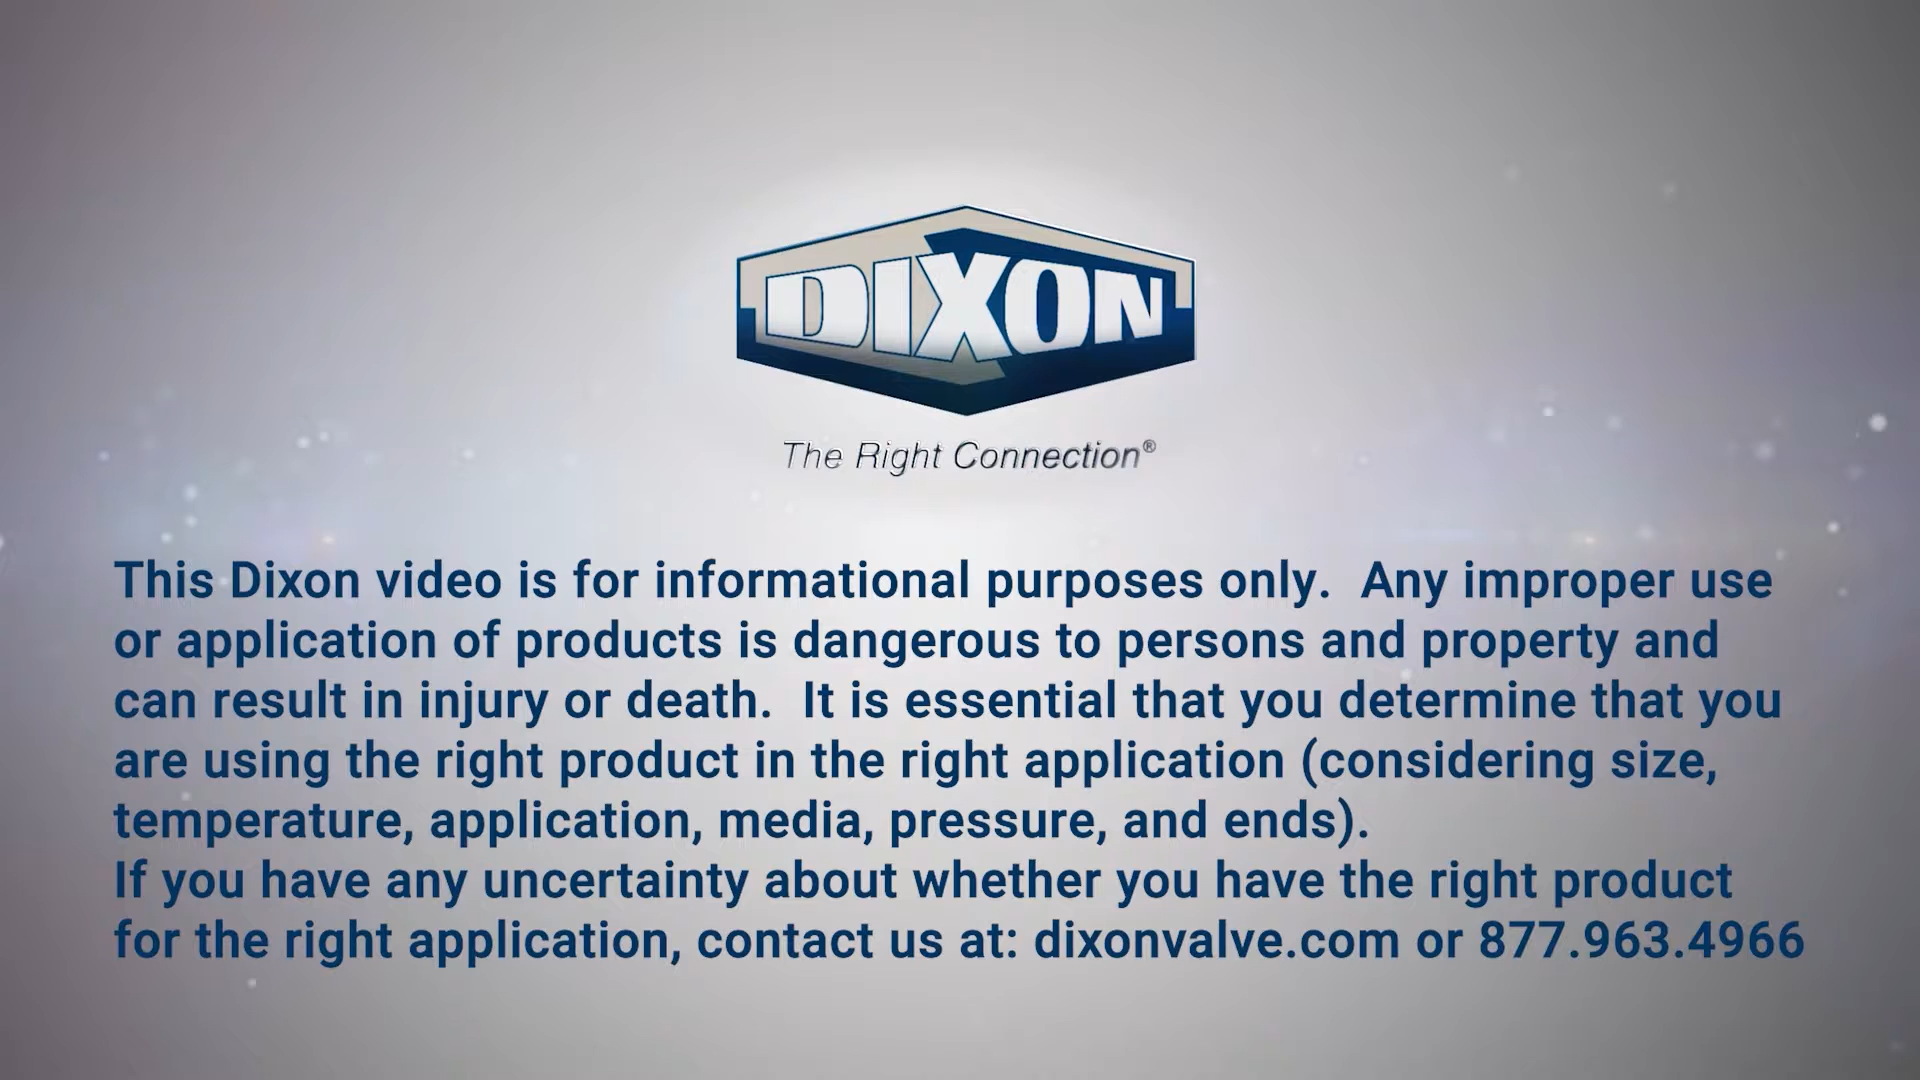 DIXON
The Right Connection®
This Dixon video is for informational purposes only. Any improper use
or application of products is dangerous to persons and property and
can result in injury or death. It is essential that you determine that you
are using the right product in the right application (considering size,
temperature, application, media, pressure, and ends).
If you have any uncertainty about whether you have the right product
for the right application, contact us at: dixonvalve.com or 877.963.4966